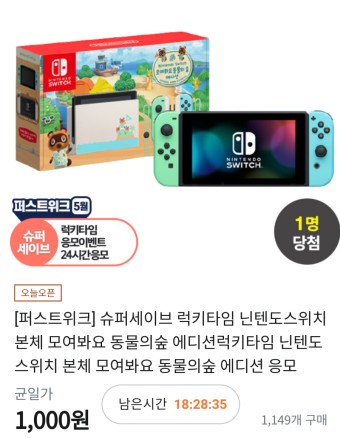 NINTENDO
SWITCH
Nintendo Switch
모여봐요 동물의 숲
에디션
NINTENDO
SWITCH
퍼스트위크 5월
슈퍼
세이브
럭키타임
응모이벤트
24시간응모
1명
당첨
오늘오픈
[퍼스트위크] 슈퍼세이브 럭키타임 닌텐도스위치
본체 모여봐요 동물의숲 에디션럭키타임 닌텐도
스위치 본체 모여봐요 동물의숲 에디션 응모
균일가
1,000원
남은시간 18:28:35
1,149개 구매